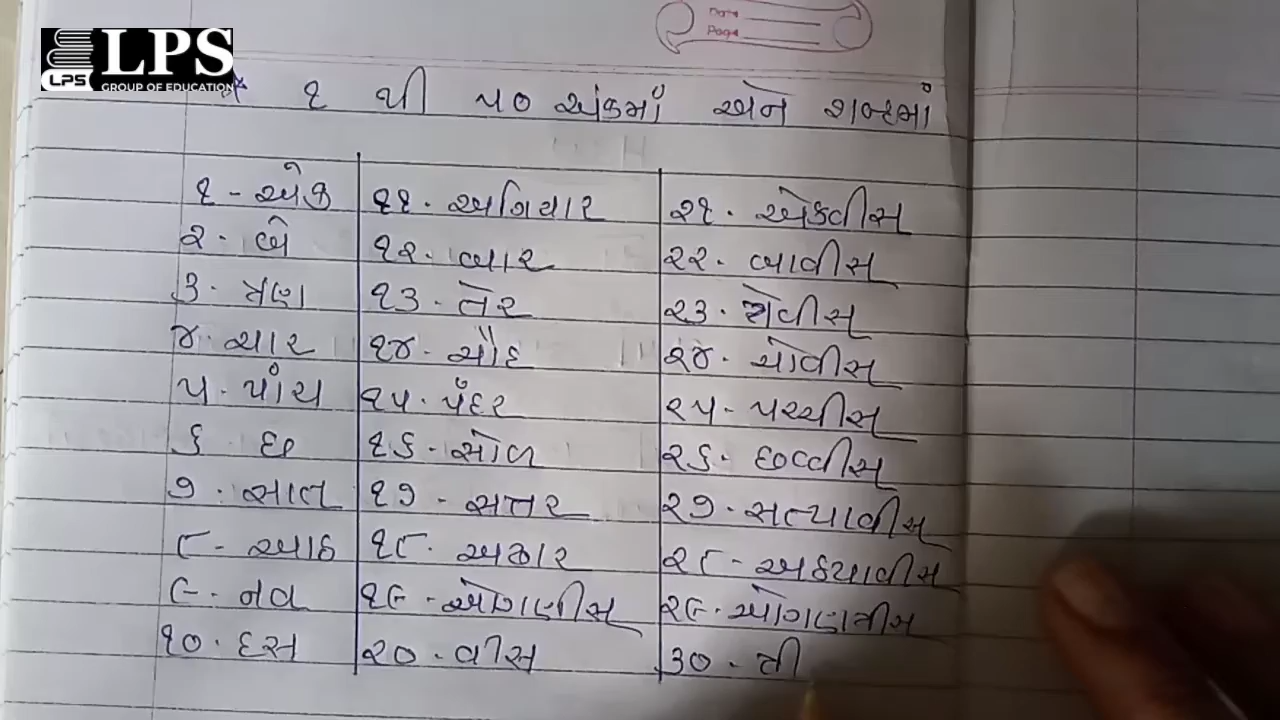 LPS
LPS
GROUP OF EDUCATION
Date
Page
* ૧ થી ૫૦ અંકમાં અને શબ્દમાં
૧ - એક
૨. બે
૩. ત્રણ
૪. ચાર
૫. પાંચ
૬ છ
૭. સાત
૮ - આઠ
૯ - નવ
૧૦. દસ
૧૧. અગિયાર
૧૨. બાર
૧૩. તેર
૧૪. ચૌદ
૧૫. પંદર
૧૬. સોળ
૧૭. સત્તર
૧૮. અઢાર
૧૯ - ઓગણીસ
૨૦. વીસ
૨૧. એકવીસ
૨૨. બાવીસ
૨૩. ત્રેવીસ
૨૪. ચોવીસ
૨૫ - પચ્ચીસ
૨૬. છવ્વીસ
૨૭. સત્યાવીસ
૨૮ - અઠ્યાવીસ
૨૯. ઓગણત્રીસ
૩૦ - ત્રી